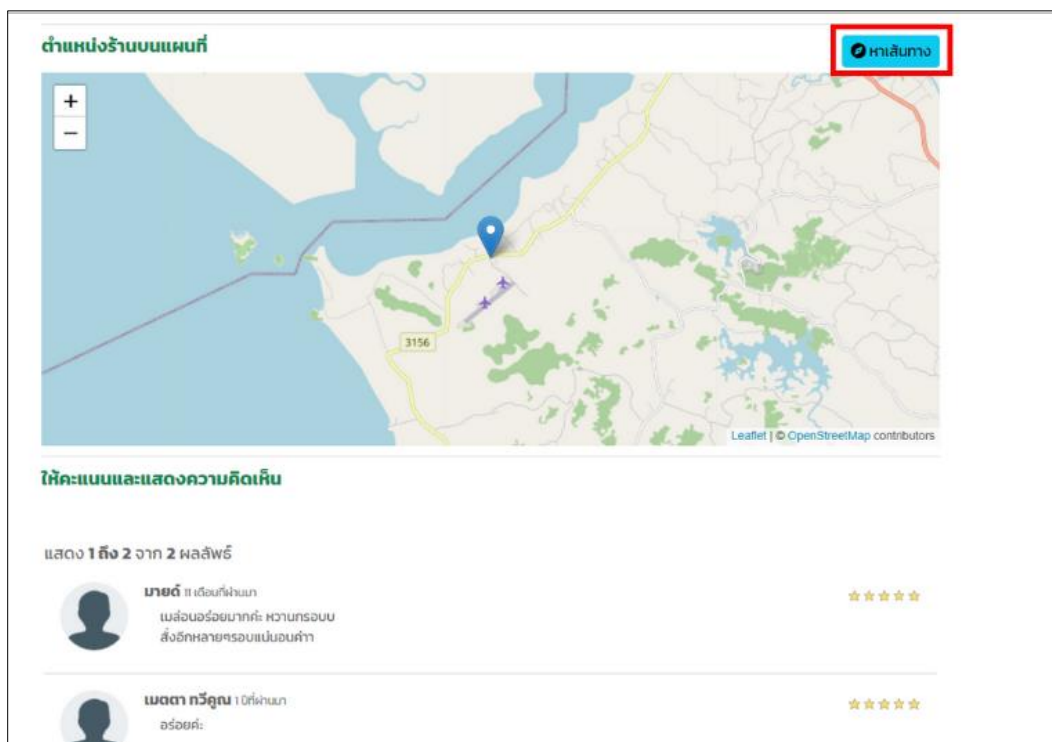 ตำแหน่งร้านบนแผนที่
หาเส้นทาง
+
−
3156
Leaflet | © OpenStreetMap contributors
ให้คะแนนและแสดงความคิดเห็น
แสดง 1 ถึง 2 จาก 2 ผลลัพธ์
มายด์ 11 เดือนที่ผ่านมา
เมล่อนอร่อยมากค่ะ หวานกรอบบ
สั่งอีกหลายๆรอบแน่นอนค่าา
เมตตา ทวีคูณ 1 ปีที่ผ่านมา
อร่อยค่ะ